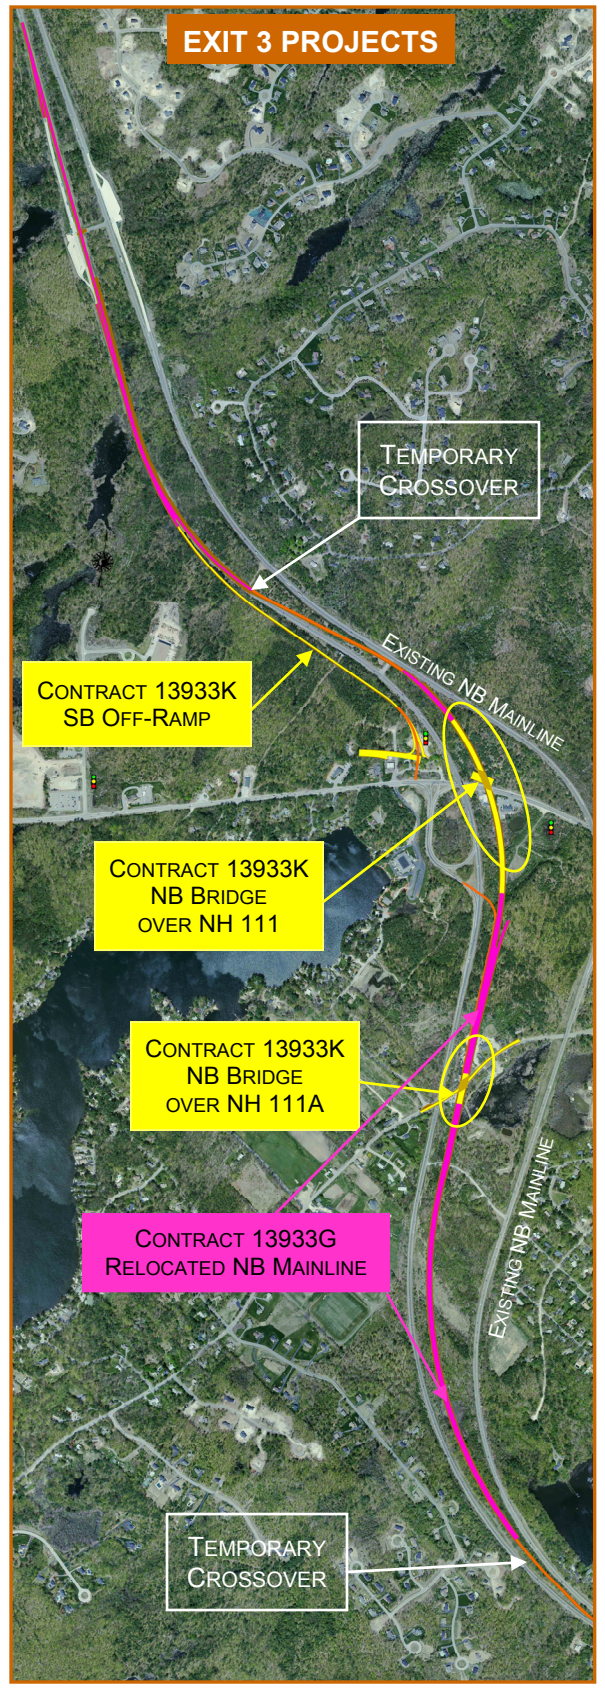 EXIT 3 PROJECTS
TEMPORARY
CROSSOVER
EXISTING NB MAINLINE
CONTRACT 13933K
SB OFF-RAMP
CONTRACT 13933K
NB BRIDGE
OVER NH 111
CONTRACT 13933K
NB BRIDGE
OVER NH 111A
EXISTING NB MAINLINE
CONTRACT 13933G
RELOCATED NB MAINLINE
TEMPORARY
CROSSOVER